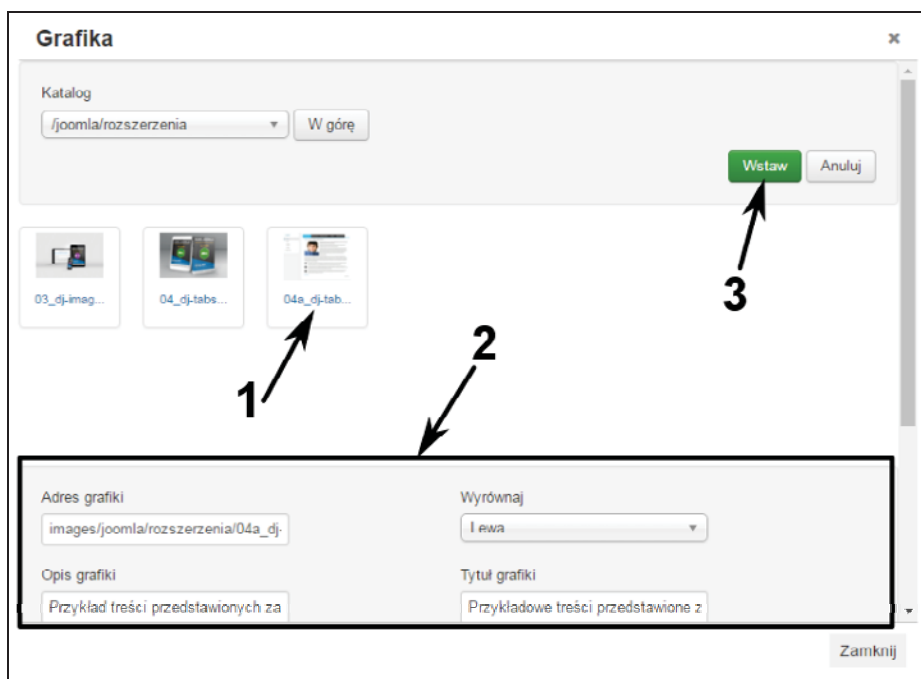 Grafika
Katalog
/joomla/rozszerzenia
W górę
Wstaw
Anuluj
03_dj-imag...
04_dj-tabs...
04a_dj-tab...
1
2
3
Adres grafiki
Wyrównaj
images/joomla/rozszerzenia/04a_dj-
Lewa
Opis grafiki
Tytuł grafiki
Przykład treści przedstawionych za
Przykładowe treści przedstawione z
Zamknij